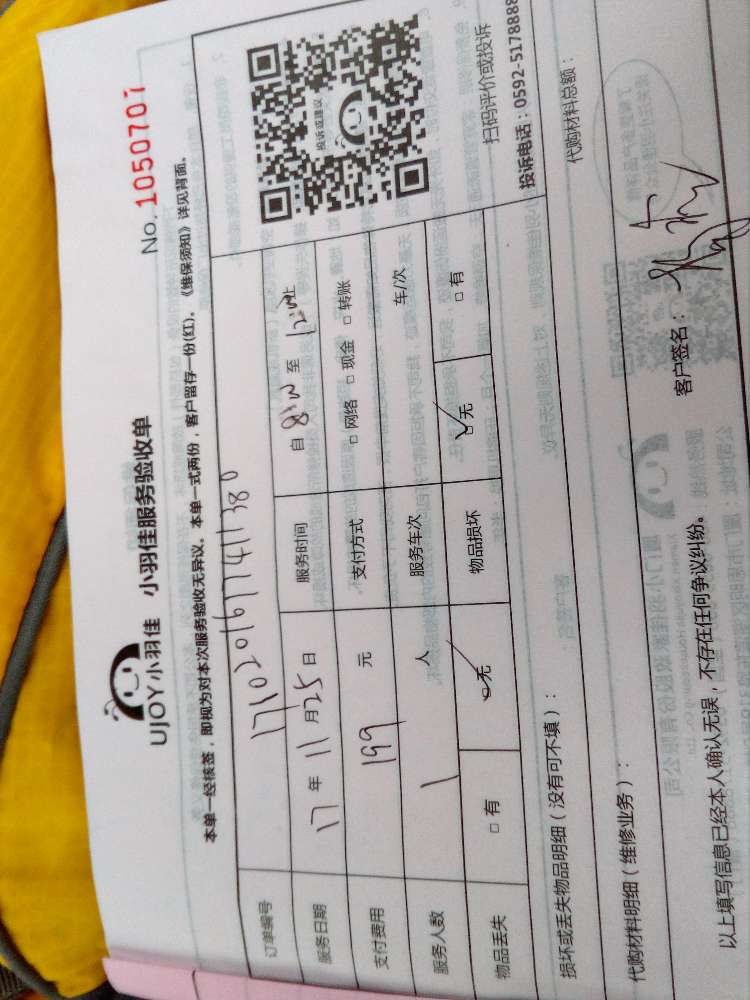 UJOY小羽佳 小羽佳服务验收单
No. 1050707
本单一经核签，即视为对本次服务验收无异议。本单一式两份，客户留存一份(红)。《维保须知》详见背面。
订单编号 171020167741380
投诉或建议
服务日期 17年11月25日 服务时间 自 至
支付费用 199 元 支付方式 □网络 □现金 □转账
服务人数 1 人 服务车次 车/次
物品丢失 □有 □无 物品损坏 □无 □有
扫码评价或投诉
投诉电话：0592-5178888
损坏或丢失物品明细（没有可不填）：
代购材料明细（维修业务）： 代购材料总额：
以上填写信息已经本人确认无误，不存在任何争议纠纷。 客户签名：